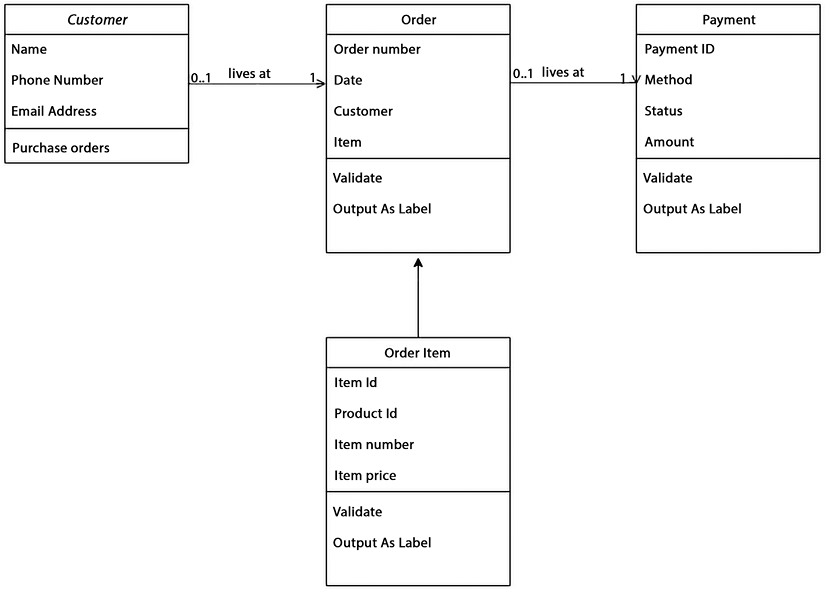 Customer
Name
Phone Number
Email Address
Purchase orders
0..1 lives at 1
Order
Order number
Date
Customer
Item
Validate
Output As Label
0..1 lives at 1
Payment
Payment ID
Method
Status
Amount
Validate
Output As Label
Order Item
Item Id
Product Id
Item number
Item price
Validate
Output As Label